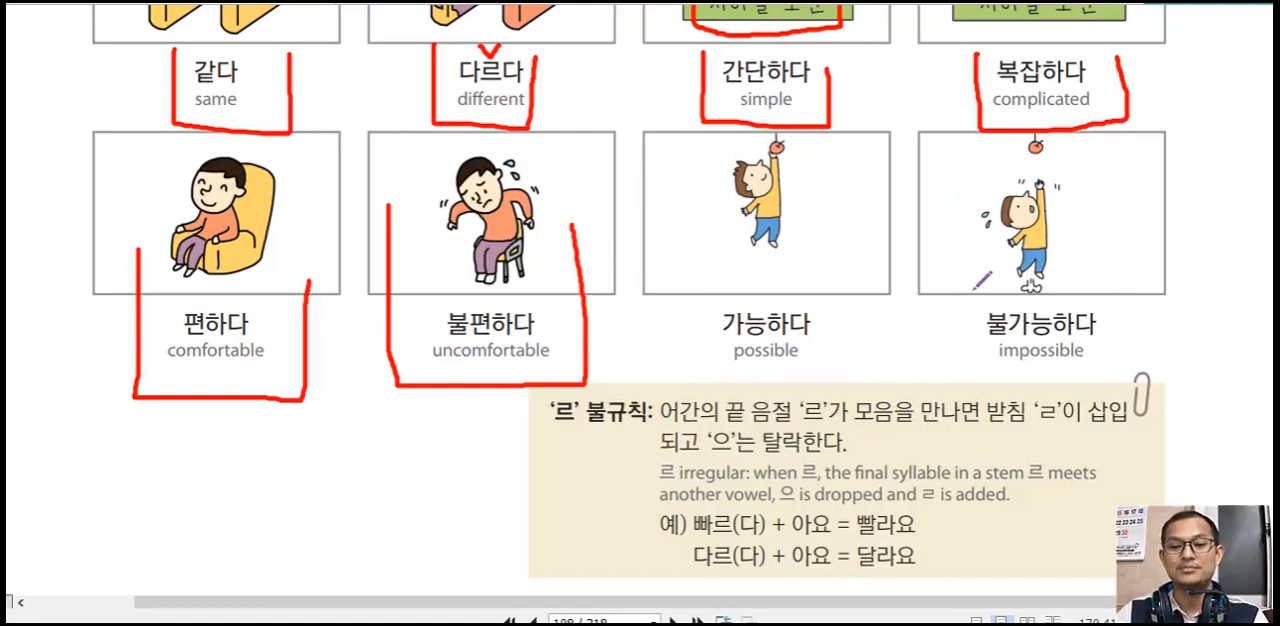 같다 다르다 간단하다 복잡하다
same different simple complicated
편하다 불편하다 가능하다 불가능하다
comfortable uncomfortable possible impossible
‘르’ 불규칙: 어간의 끝 음절 ‘르’가 모음을 만나면 받침 ‘ㄹ’이 삽입
되고 ‘으’는 탈락한다.
르 irregular: when 르, the final syllable in a stem 르 meets
another vowel, 으 is dropped and ㄹ is added.
예) 빠르(다) + 아요 = 빨라요
다르(다) + 아요 = 달라요